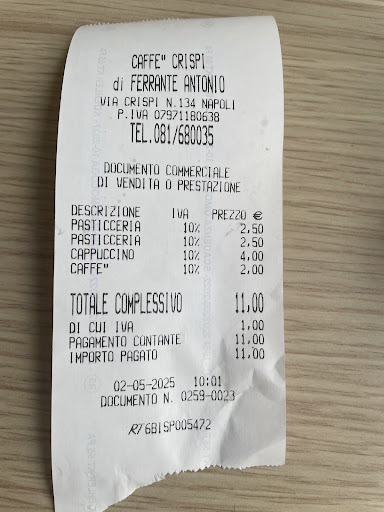 CAFFE" CRISPI
di FERRANTE ANTONIO
VIA CRISPI N.134 NAPOLI
P.IVA 07971180638
TEL.081/680035
DOCUMENTO COMMERCIALE
DI VENDITA O PRESTAZIONE
DESCRIZIONE IVA PREZZO €
PASTICCERIA 10% 2,50
PASTICCERIA 10% 2,50
CAPPUCCINO 10% 4,00
CAFFE" 10% 2,00
TOTALE COMPLESSIVO 11,00
DI CUI IVA 1,00
PAGAMENTO CONTANTE 11,00
IMPORTO PAGATO 11,00
02-05-2025 10:01
DOCUMENTO N. 0259-0023
RT 6BISP005472